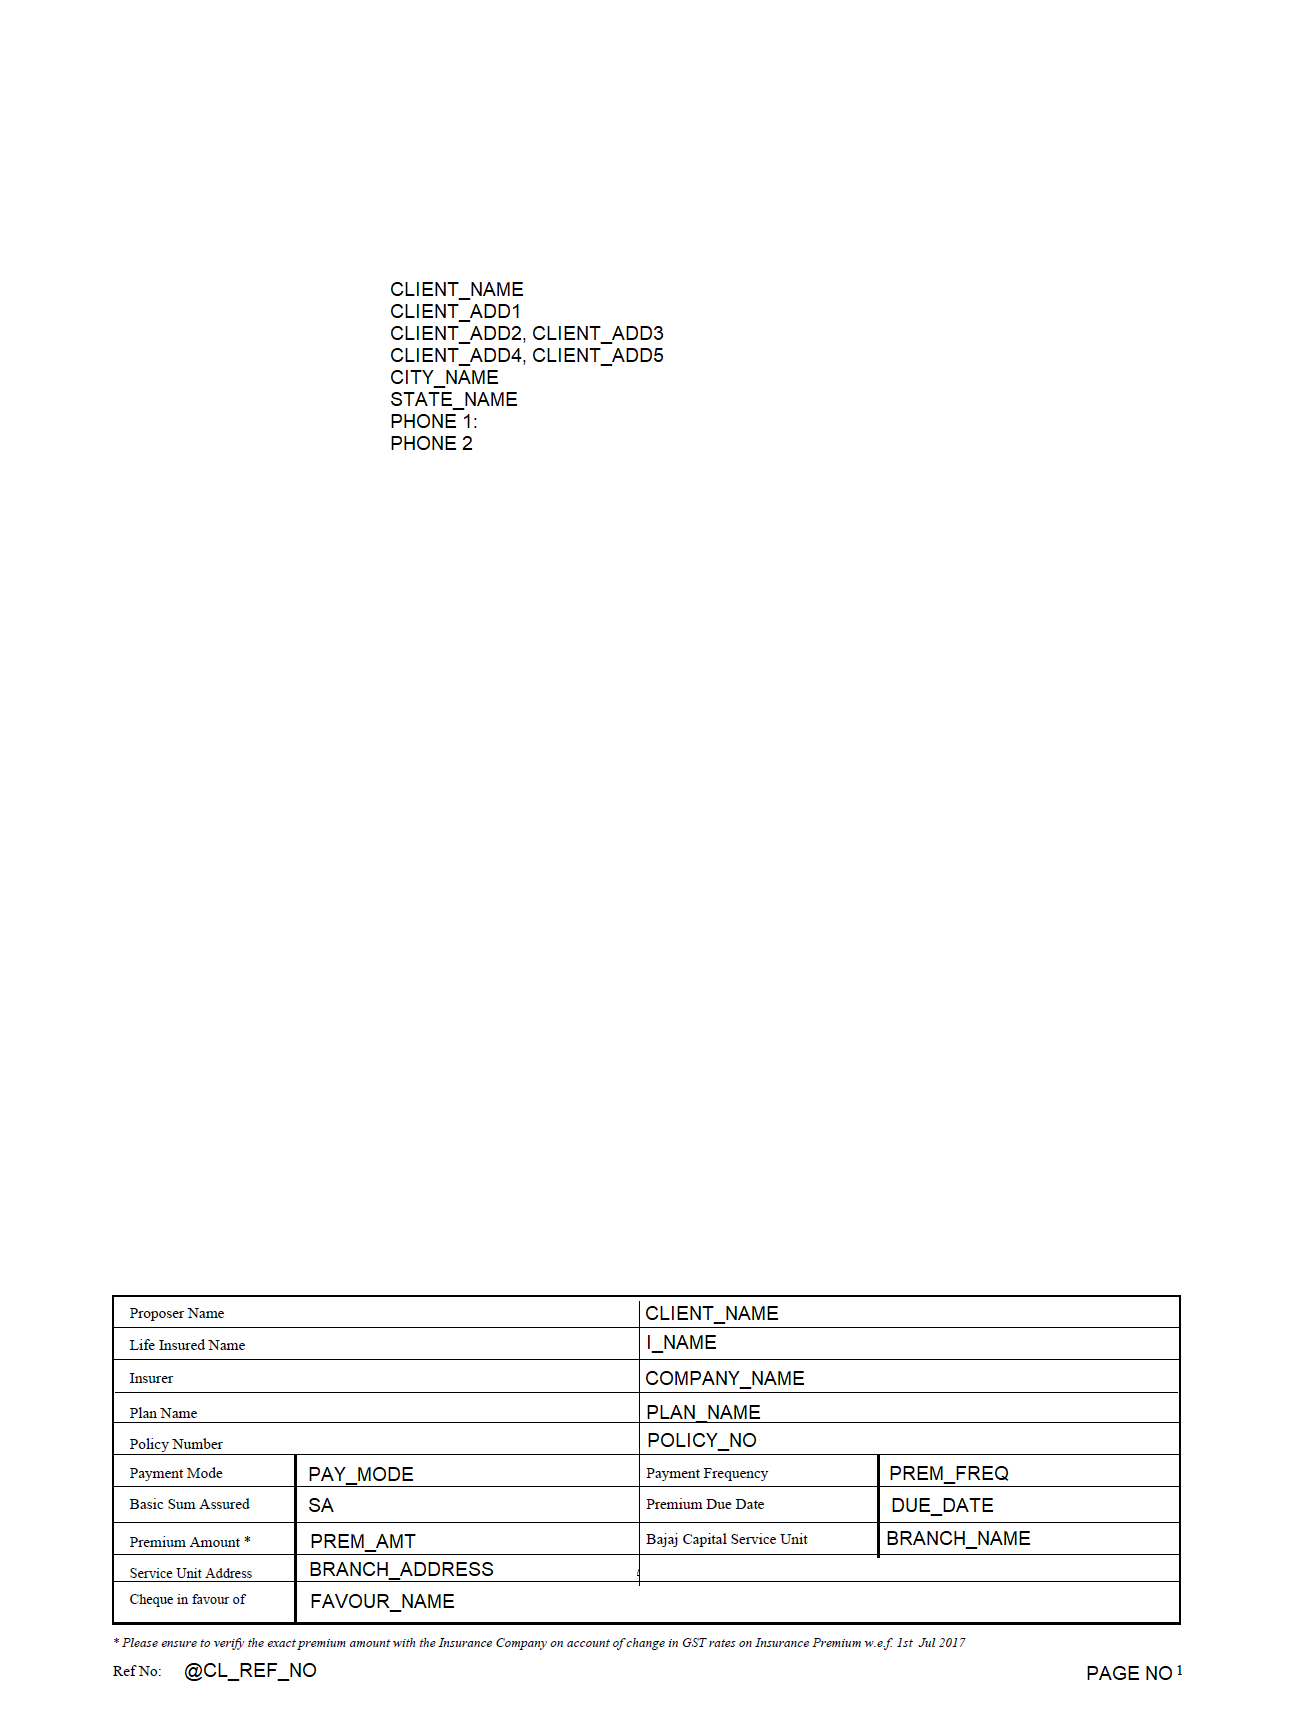 CLIENT_NAME
CLIENT_ADD1
CLIENT_ADD2, CLIENT_ADD3
CLIENT_ADD4, CLIENT_ADD5
CITY_NAME
STATE_NAME
PHONE 1:
PHONE 2
Proposer Name CLIENT_NAME
Life Insured Name I_NAME
Insurer COMPANY_NAME
Plan Name PLAN_NAME
Policy Number POLICY_NO
Payment Mode PAY_MODE Payment Frequency PREM_FREQ
Basic Sum Assured SA Premium Due Date DUE_DATE
Premium Amount * PREM_AMT Bajaj Capital Service Unit BRANCH_NAME
Service Unit Address BRANCH_ADDRESS
Cheque in favour of FAVOUR_NAME
* Please ensure to verify the exact premium amount with the Insurance Company on account of change in GST rates on Insurance Premium w.e.f. 1st Jul 2017
Ref No: @CL_REF_NO PAGE NO 1